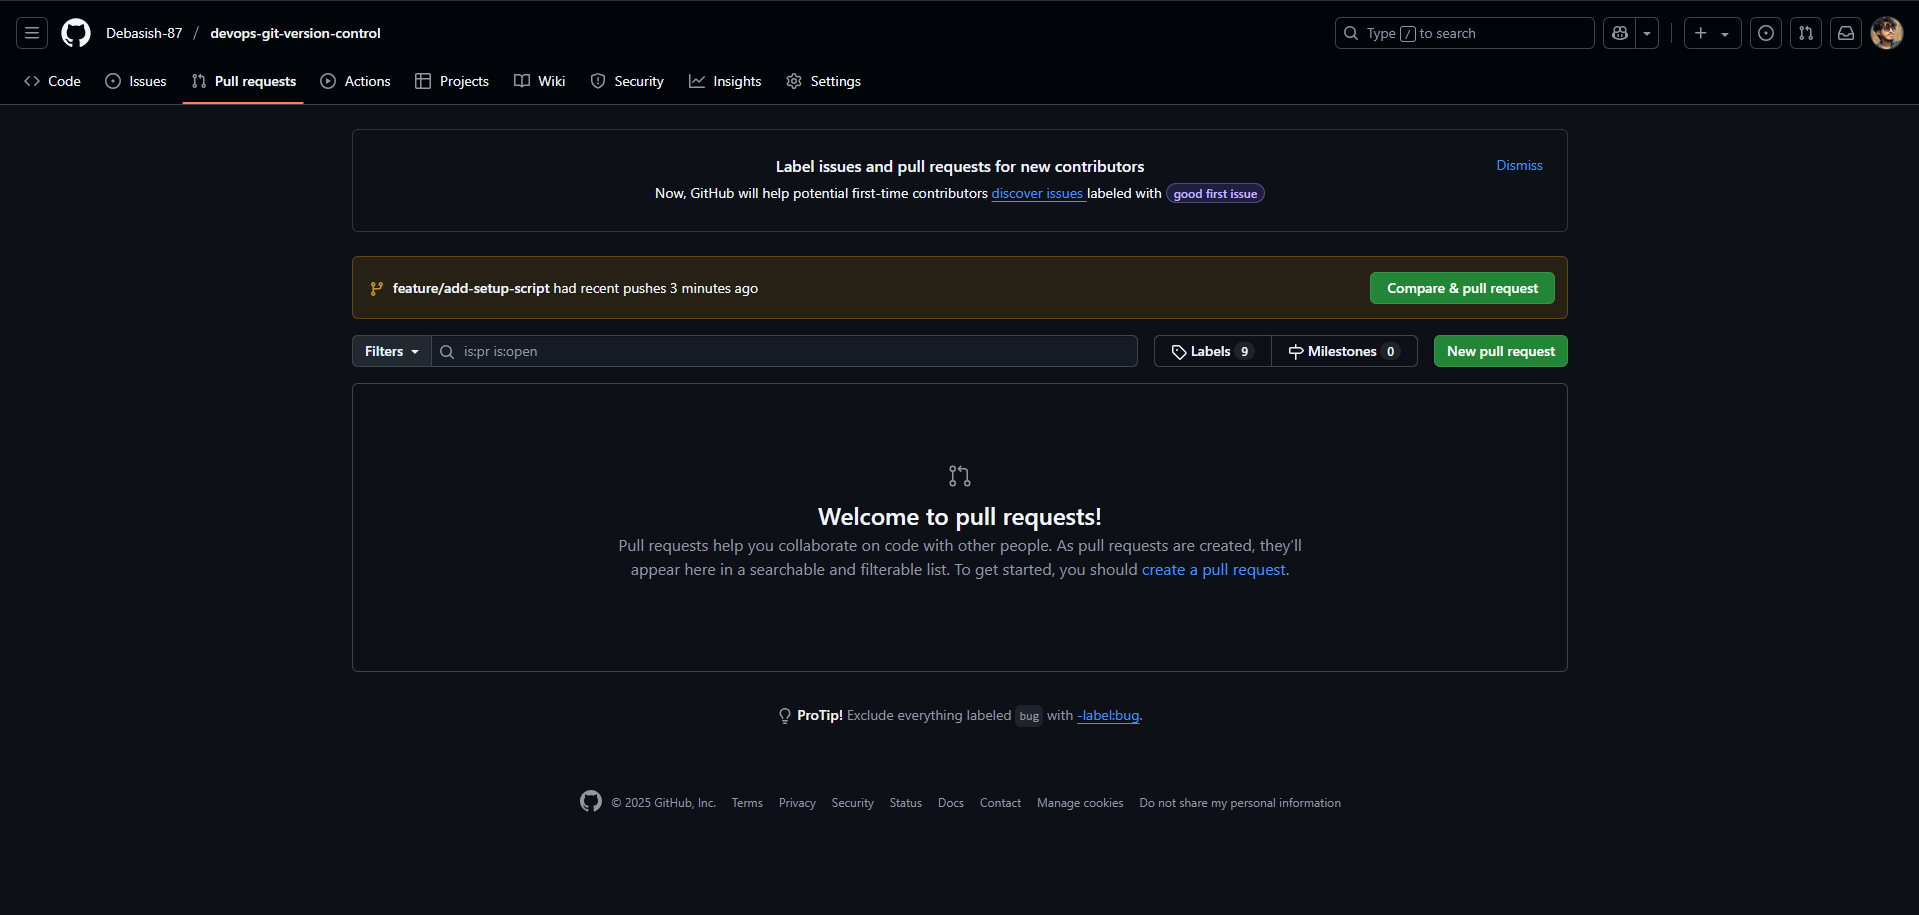 Debasish-87 / devops-git-version-control
Type / to search
Code Issues Pull requests Actions Projects Wiki Security Insights Settings
Label issues and pull requests for new contributors
Dismiss
Now, GitHub will help potential first-time contributors discover issues labeled with good first issue
feature/add-setup-script had recent pushes 3 minutes ago
Compare & pull request
Filters is:pr is:open Labels 9 Milestones 0 New pull request
Welcome to pull requests!
Pull requests help you collaborate on code with other people. As pull requests are created, they'll
appear here in a searchable and filterable list. To get started, you should create a pull request.
ProTip! Exclude everything labeled bug with -label:bug.
© 2025 GitHub, Inc. Terms Privacy Security Status Docs Contact Manage cookies Do not share my personal information